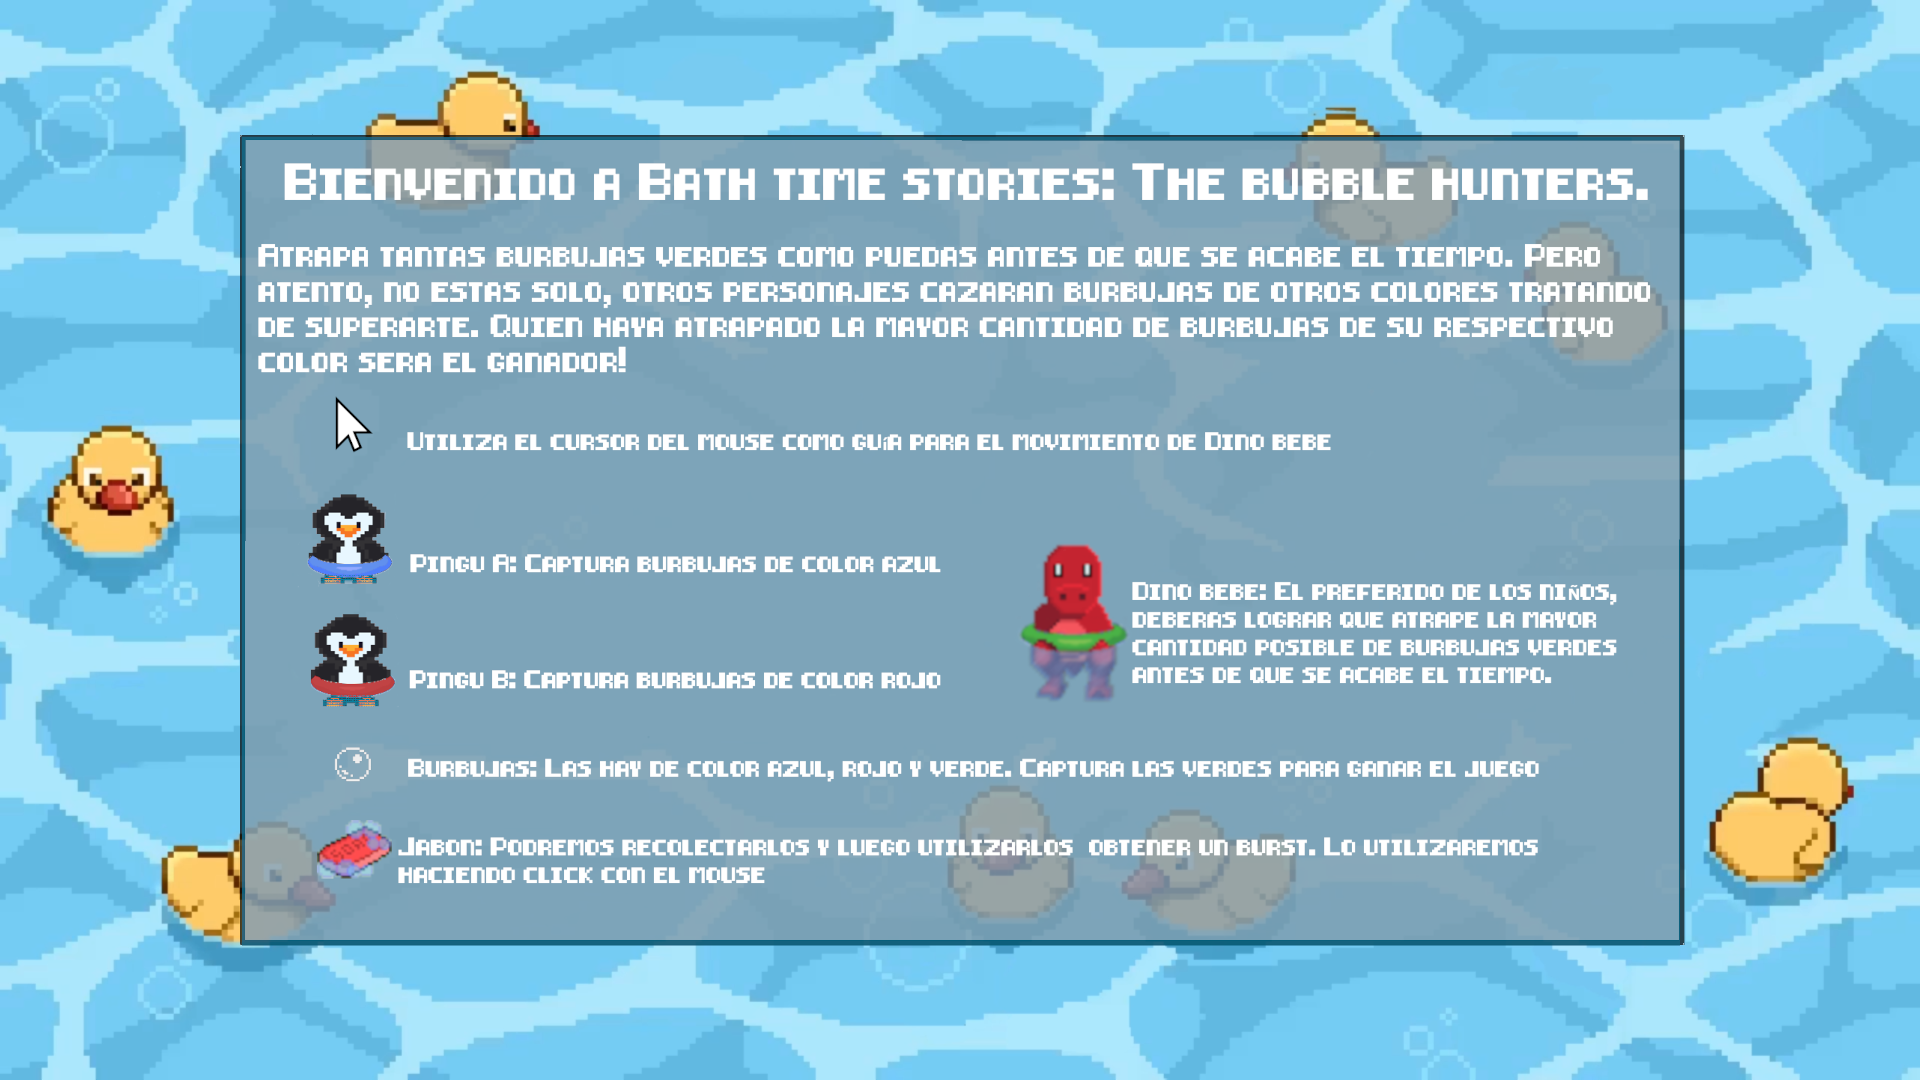 Bienvenido a Bath time stories: The bubble hunters.
Atrapa tantas burbujas verdes como puedas antes de que se acabe el tiempo. Pero
atento, no estas solo, otros personajes cazaran burbujas de otros colores tratando
de superarte. Quien haya atrapado la mayor cantidad de burbujas de su respectivo
color sera el ganador!
Utiliza el cursor del mouse como guía para el movimiento de Dino bebe
Pingu A: Captura burbujas de color azul
Pingu B: Captura burbujas de color rojo
Dino bebe: El preferido de los niños,
deberas lograr que atrape la mayor
cantidad posible de burbujas verdes
antes de que se acabe el tiempo.
Burbujas: Las hay de color azul, rojo y verde. Captura las verdes para ganar el juego
SOAP
Jabon: Podremos recolectarlos y luego utilizarlos  obtener un burst. Lo utilizaremos
haciendo click con el mouse